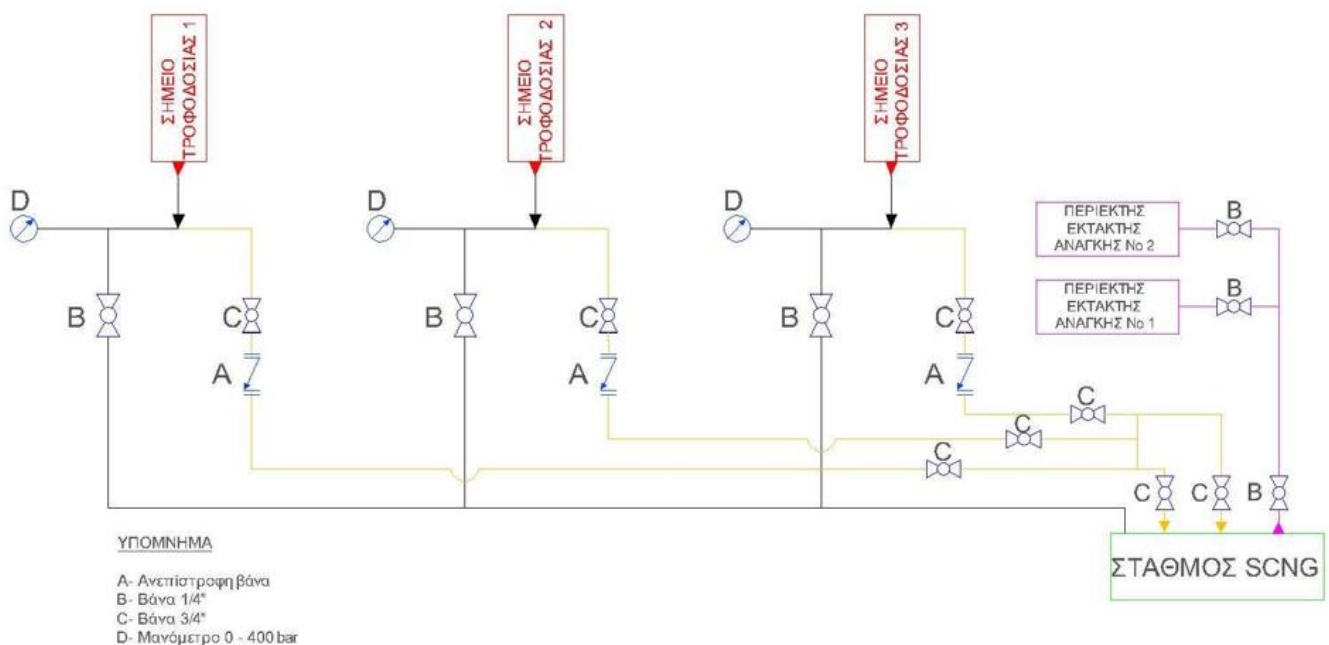 ΣΗΜΕΙΟ
ΤΡΟΦΟΔΟΣΙΑΣ 1
ΣΗΜΕΙΟ
ΤΡΟΦΟΔΟΣΙΑΣ 2
ΣΗΜΕΙΟ
ΤΡΟΦΟΔΟΣΙΑΣ 3
D
D
D
B
ΠΕΡΙΕΚΤΗΣ
ΕΚΤΑΚΤΗΣ
ΑΝΑΓΚΗΣ Νο 2
B
ΠΕΡΙΕΚΤΗΣ
ΕΚΤΑΚΤΗΣ
ΑΝΑΓΚΗΣ Νο 1
B
C
B
C
B
C
A
A
A
C
C
C
C
C
B
ΣΤΑΘΜΟΣ SCNG
ΥΠΟΜΝΗΜΑ
A- Ανεπίστροφη βάνα
B- Βάνα 1/4"
C- Βάνα 3/4"
D- Μανόμετρο 0 - 400 bar